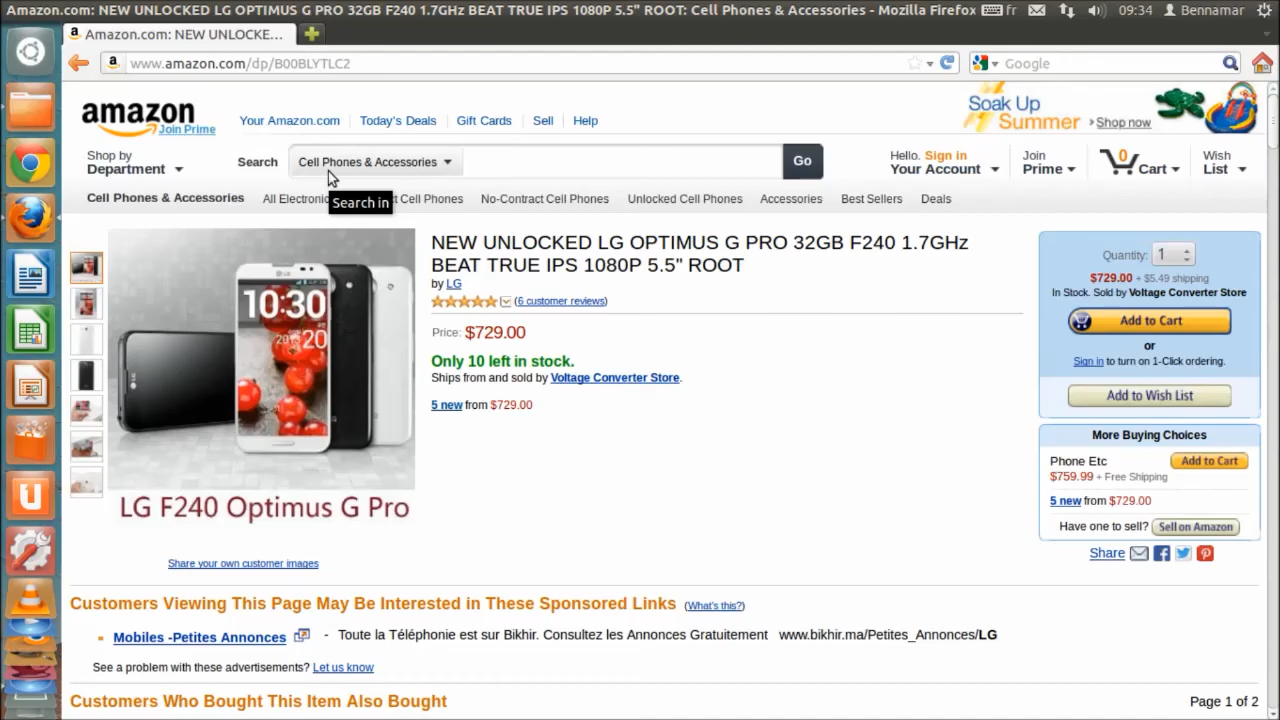 Amazon.com: NEW UNLOCKED LG OPTIMUS G PRO 32GB F240 1.7GHz BEAT TRUE IPS 1080P 5.5" ROOT: Cell Phones & Accessories - Mozilla Firefox fr 09:34 Bennamar
Amazon.com: NEW UNLOCKE...
www.amazon.com/dp/B00BLYTLC2 Google
amazon
Join Prime
Your Amazon.com Today's Deals Gift Cards Sell Help
Soak Up
Summer
Shop now
Shop by
Department
Search Cell Phones & Accessories Go
Hello. Sign in
Your Account
Join
Prime
0
Cart
Wish
List
Cell Phones & Accessories All Electronic ct Cell Phones No-Contract Cell Phones Unlocked Cell Phones Accessories Best Sellers Deals
Search in
LG
10:30
20
LG F240 Optimus G Pro
Share your own customer images
NEW UNLOCKED LG OPTIMUS G PRO 32GB F240 1.7GHz
BEAT TRUE IPS 1080P 5.5" ROOT
by LG
(6 customer reviews)
Price: $729.00
Only 10 left in stock.
Ships from and sold by Voltage Converter Store.
5 new from $729.00
Quantity: 1
$729.00 + $5.49 shipping
In Stock. Sold by Voltage Converter Store
Add to Cart
or
Sign in to turn on 1-Click ordering.
Add to Wish List
More Buying Choices
Phone Etc Add to Cart
$759.99 + Free Shipping
5 new from $729.00
Have one to sell? Sell on Amazon
Share
Customers Viewing This Page May Be Interested in These Sponsored Links (What's this?)
Mobiles -Petites Annonces - Toute la Téléphonie est sur Bikhir. Consultez les Annonces Gratuitement www.bikhir.ma/Petites_Annonces/LG
See a problem with these advertisements? Let us know
Customers Who Bought This Item Also Bought Page 1 of 2